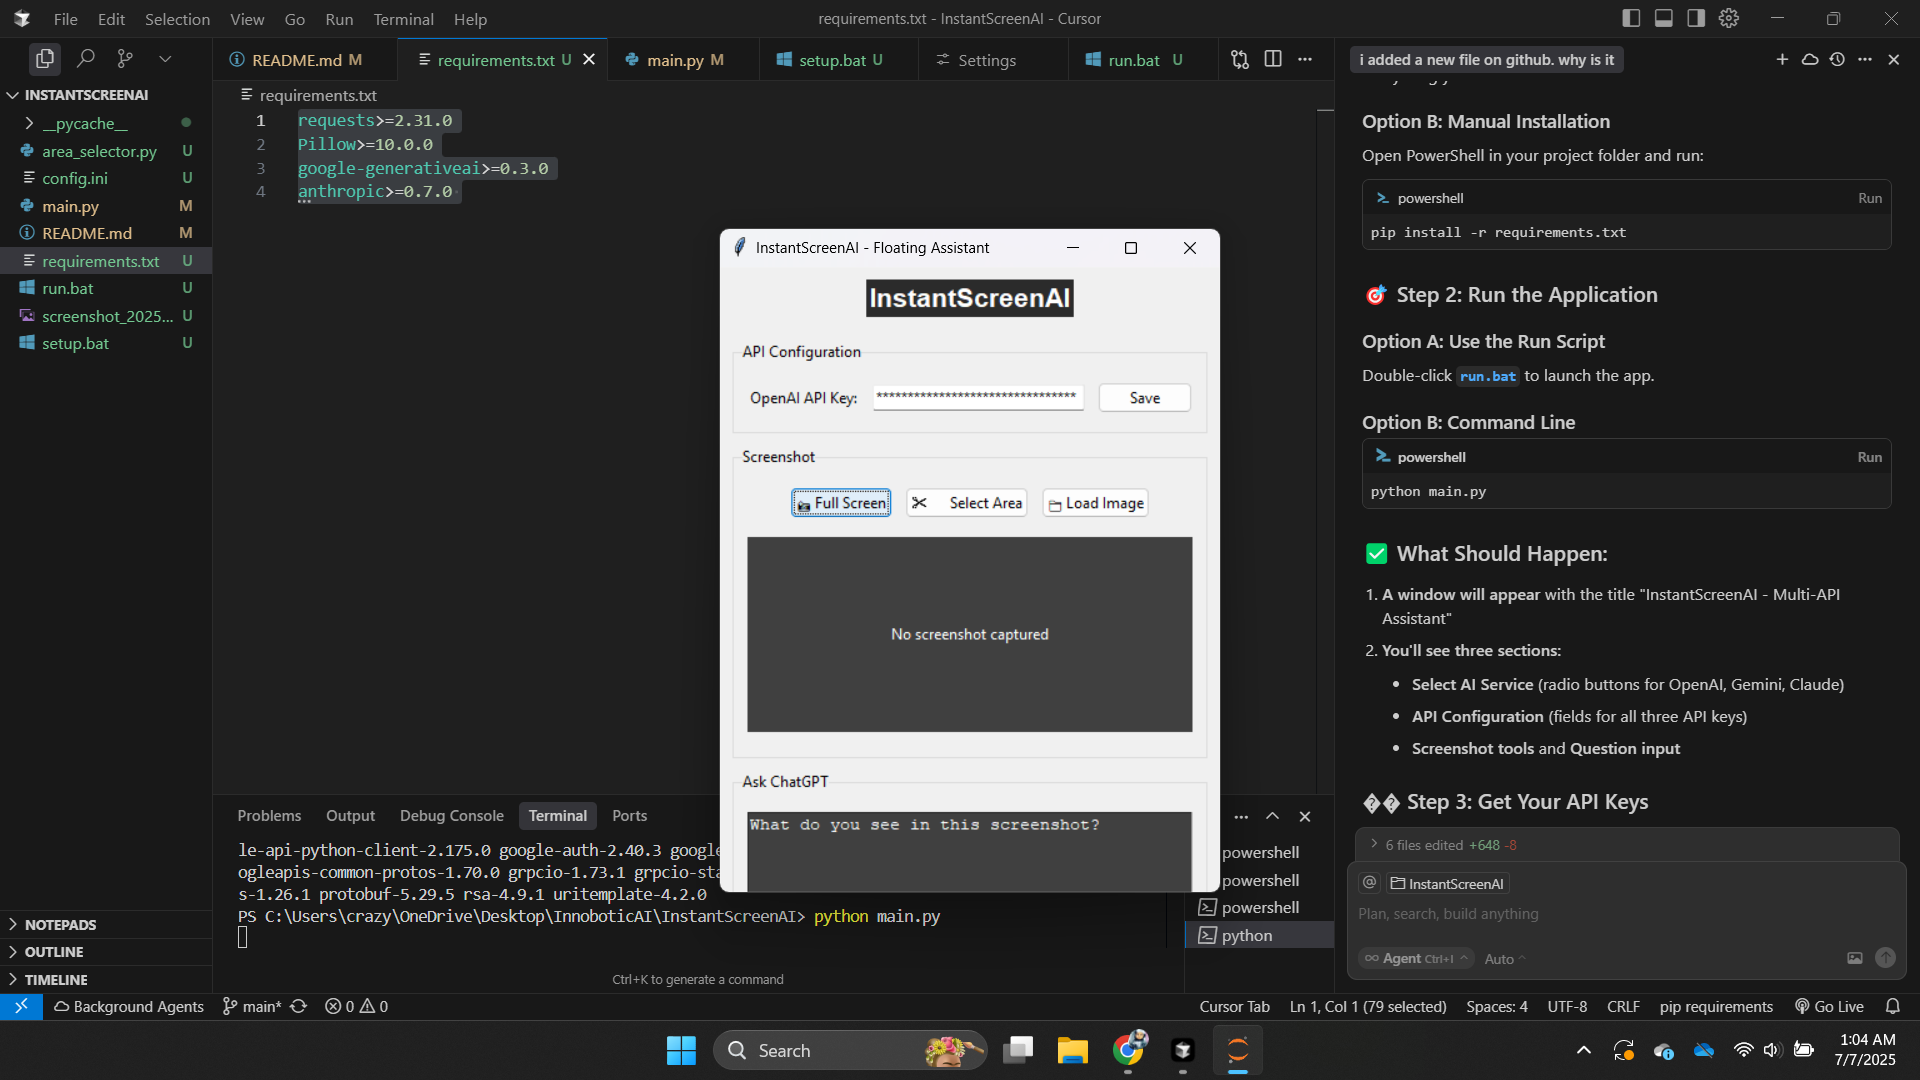 File Edit Selection View Go Run Terminal Help
requirements.txt - InstantScreenAI - Cursor
README.md M
requirements.txt U
main.py M
setup.bat U
Settings
run.bat U
INSTANTSCREENAI
__pycache__
area_selector.py U
config.ini U
main.py M
README.md M
requirements.txt U
run.bat U
screenshot_2025... U
setup.bat U
NOTEPADS
OUTLINE
TIMELINE
requirements.txt
1 requests>=2.31.0
2 Pillow>=10.0.0
3 google-generativeai>=0.3.0
4 anthropic>=0.7.0
InstantScreenAI - Floating Assistant
InstantScreenAI
API Configuration
OpenAI API Key: ******************************** Save
Screenshot
Full Screen Select Area Load Image
No screenshot captured
Ask ChatGPT
What do you see in this screenshot?
Problems Output Debug Console Terminal Ports
le-api-python-client-2.175.0 google-auth-2.40.3 googl
ogleapis-common-protos-1.70.0 grpcio-1.73.1 grpcio-sta
s-1.26.1 protobuf-5.29.5 rsa-4.9.1 uritemplate-4.2.0
PS C:\Users\crazy\OneDrive\Desktop\InnoboticAI\InstantScreenAI> python main.py
Ctrl+K to generate a command
powershell
powershell
powershell
python
i added a new file on github. why is it
Option B: Manual Installation
Open PowerShell in your project folder and run:
powershell Run
pip install -r requirements.txt
🎯 Step 2: Run the Application
Option A: Use the Run Script
Double-click run.bat to launch the app.
Option B: Command Line
powershell Run
python main.py
✅ What Should Happen:
1. A window will appear with the title "InstantScreenAI - Multi-API
Assistant"
2. You'll see three sections:
• Select AI Service (radio buttons for OpenAI, Gemini, Claude)
• API Configuration (fields for all three API keys)
• Screenshot tools and Question input
�� Step 3: Get Your API Keys
6 files edited +648 -8
@ InstantScreenAI
Plan, search, build anything
∞ Agent Ctrl+I Auto
Background Agents main* 0 0
Cursor Tab Ln 1, Col 1 (79 selected) Spaces: 4 UTF-8 CRLF pip requirements Go Live
Search
1:04 AM
7/7/2025